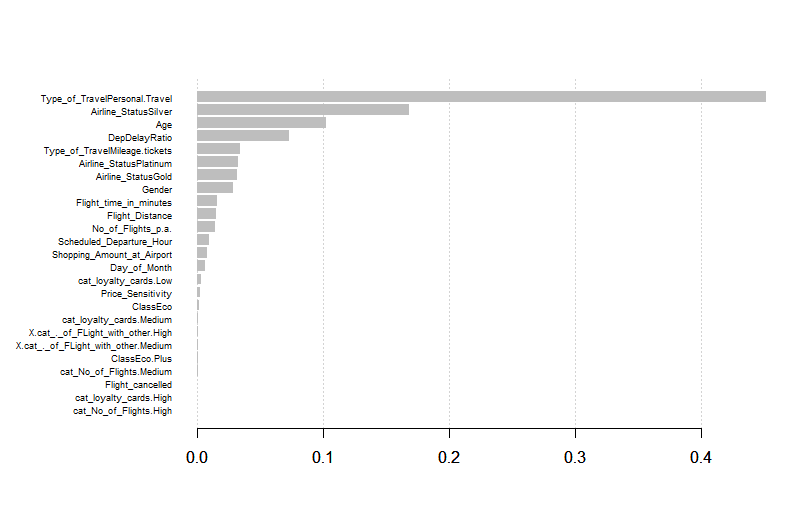 Type_of_TravelPersonal.Travel
Airline_StatusSilver
Age
DepDelayRatio
Type_of_TravelMileage.tickets
Airline_StatusPlatinum
Airline_StatusGold
Gender
Flight_time_in_minutes
Flight_Distance
No_of_Flights_p.a.
Scheduled_Departure_Hour
Shopping_Amount_at_Airport
Day_of_Month
cat_loyalty_cards.Low
Price_Sensitivity
ClassEco
cat_loyalty_cards.Medium
X.cat_._of_FLight_with_other.High
X.cat_._of_FLight_with_other.Medium
ClassEco.Plus
cat_No_of_Flights.Medium
Flight_cancelled
cat_loyalty_cards.High
cat_No_of_Flights.High
0.0 0.1 0.2 0.3 0.4